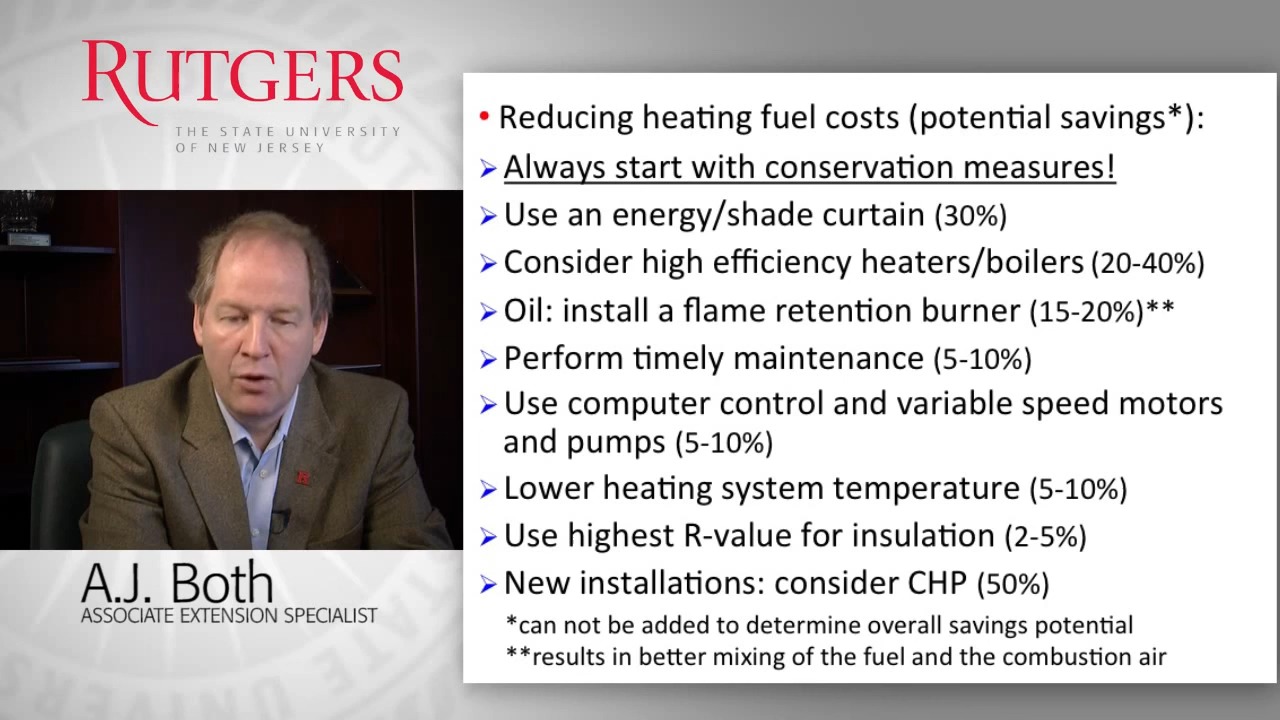 RUTGERS
THE STATE UNIVERSITY
OF NEW JERSEY
• Reducing heating fuel costs (potential savings*):
➢ Always start with conservation measures!
➢ Use an energy/shade curtain (30%)
➢ Consider high efficiency heaters/boilers (20-40%)
➢ Oil: install a flame retention burner (15-20%)**
➢ Perform timely maintenance (5-10%)
➢ Use computer control and variable speed motors
and pumps (5-10%)
➢ Lower heating system temperature (5-10%)
➢ Use highest R-value for insulation (2-5%)
➢ New installations: consider CHP (50%)
*can not be added to determine overall savings potential
**results in better mixing of the fuel and the combustion air
A.J. Both
ASSOCIATE EXTENSION SPECIALIST